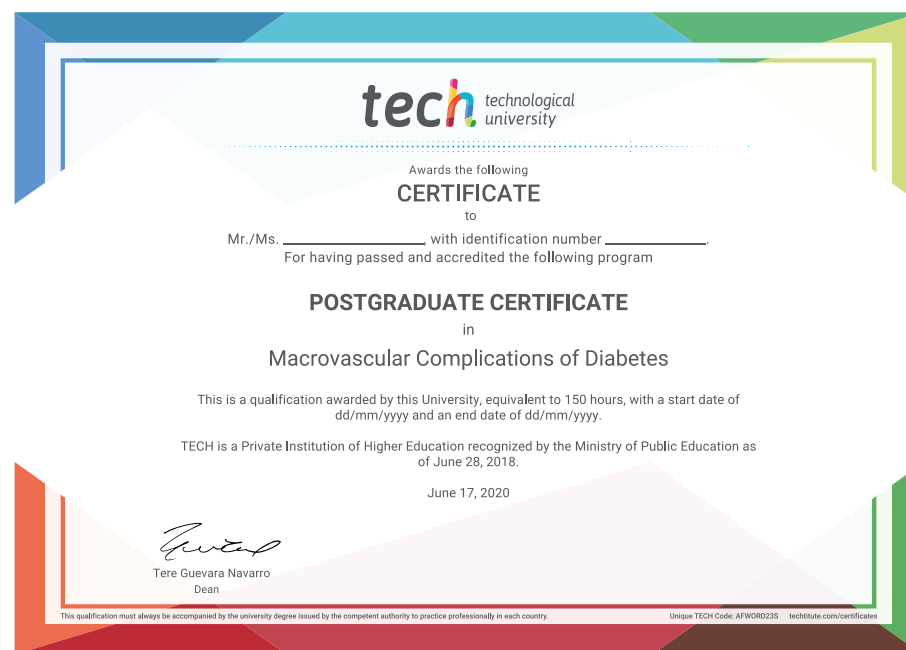 tech technological
university
Awards the following
CERTIFICATE
to
Mr./Ms. ____________________, with identification number ______________.
For having passed and accredited the following program
POSTGRADUATE CERTIFICATE
in
Macrovascular Complications of Diabetes
This is a qualification awarded by this University, equivalent to 150 hours, with a start date of
dd/mm/yyyy and an end date of dd/mm/yyyy.
TECH is a Private Institution of Higher Education recognized by the Ministry of Public Education as
of June 28, 2018.
June 17, 2020
Tere Guevara Navarro
Dean
This qualification must always be accompanied by the university degree issued by the competent authority to practice professionally in each country.
Unique TECH Code: AFWORD23S techtitute.com/certificates